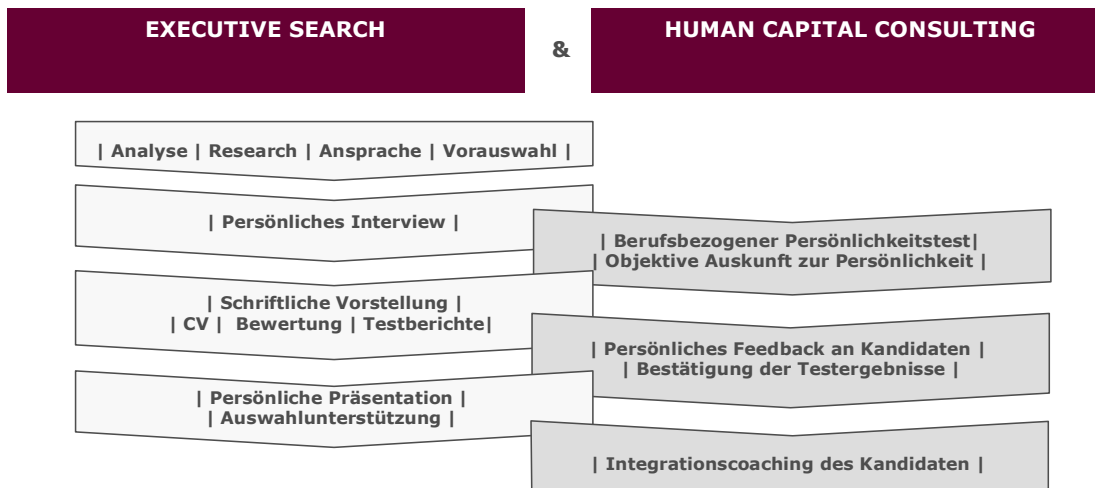 EXECUTIVE SEARCH
&
HUMAN CAPITAL CONSULTING
| Analyse | Research | Ansprache | Vorauswahl |
| Persönliches Interview |
| Berufsbezogener Persönlichkeitstest|
| Objektive Auskunft zur Persönlichkeit |
| Schriftliche Vorstellung |
| CV | Bewertung | Testberichte|
| Persönliches Feedback an Kandidaten |
| Bestätigung der Testergebnisse |
| Persönliche Präsentation |
| Auswahlunterstützung |
| Integrationscoaching des Kandidaten |